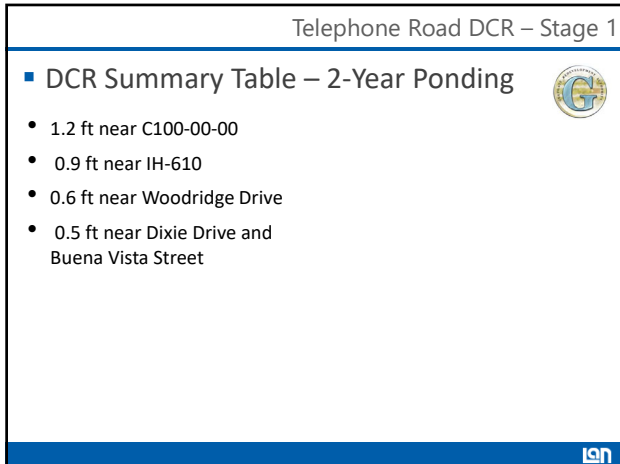 Telephone Road DCR – Stage 1
▪ DCR Summary Table – 2-Year Ponding
G
• 1.2 ft near C100-00-00
• 0.9 ft near IH-610
• 0.6 ft near Woodridge Drive
• 0.5 ft near Dixie Drive and
Buena Vista Street
lan